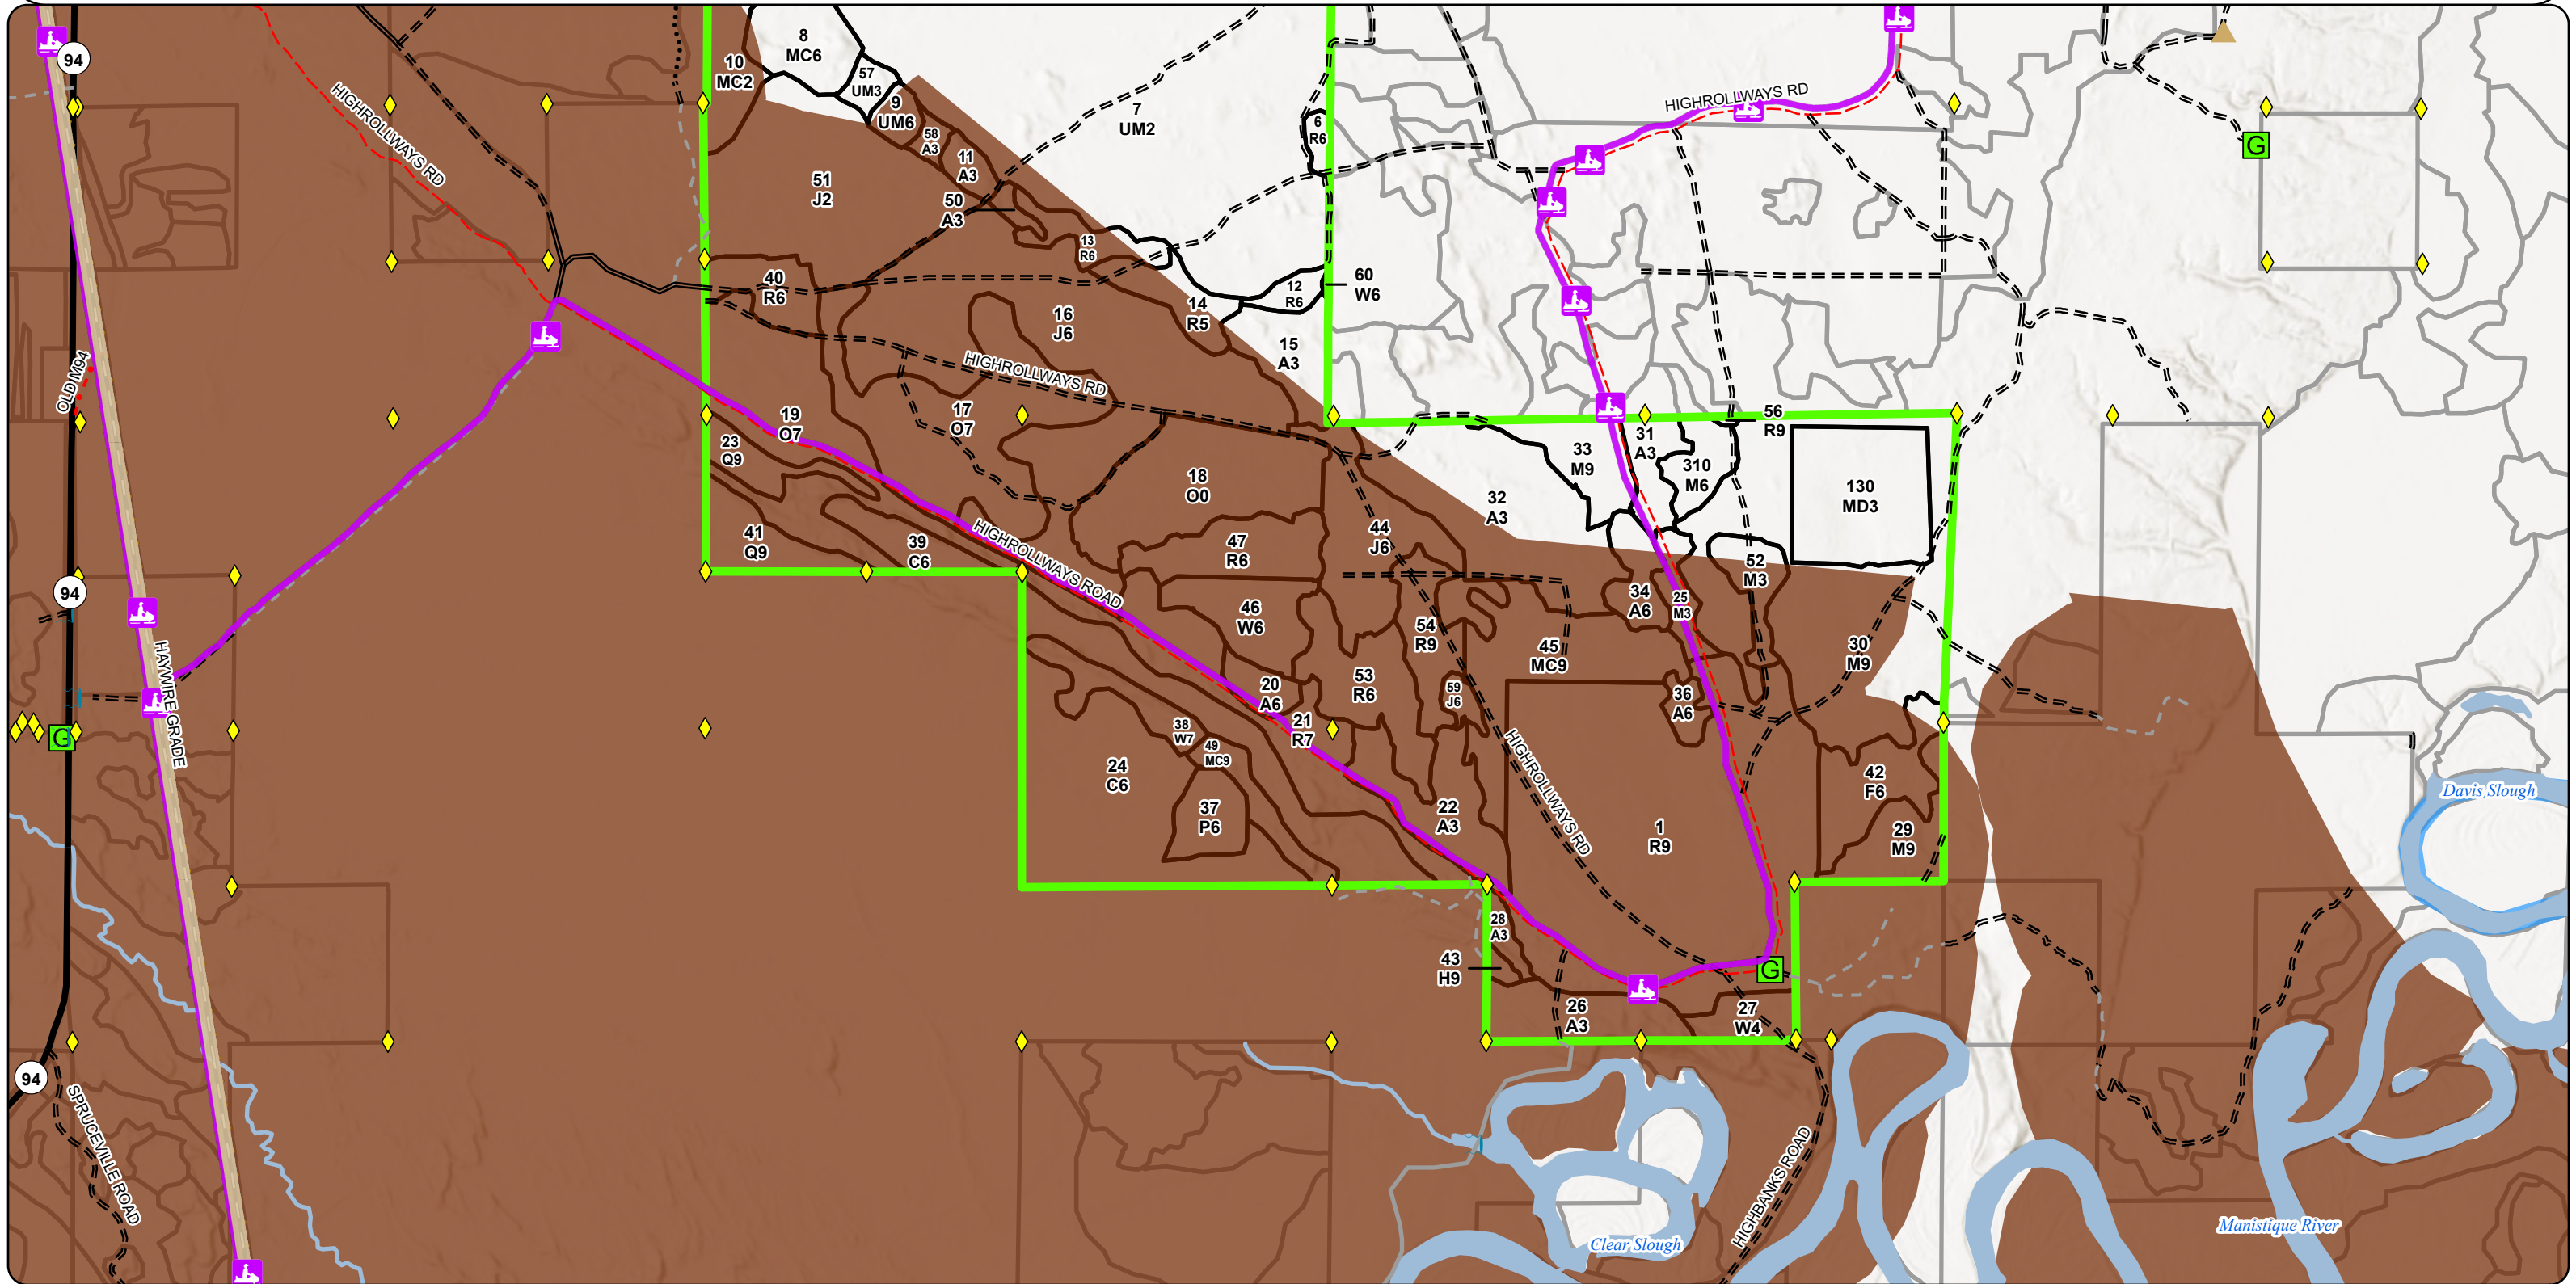 94
8
MC6
10
MC2
57
UM3
9
UM6
58
A3
11
A3
7
UM2
6
R6
HIGHROLLWAYS RD
HIGHROLLWAYS RD
G
51
J2
50
A3
13
R6
40
R6
16
J6
14
R5
12
R6
60
W6
15
A3
HIGHROLLWAYS RD
OLD M94
19
O7
17
O7
23
Q9
18
O0
41
Q9
39
C6
HIGHROLLWAYS ROAD
47
R6
44
J6
32
A3
33
M9
31
A3
310
M6
56
R9
130
MD3
52
M3
94
46
W6
54
R9
34
A6
25
M3
45
MC9
30
M9
HAYWIRE GRADE
G
20
A6
53
R6
59
J6
36
A6
21
R7
38
W7
49
MC9
24
C6
37
P6
22
A3
HIGHROLLWAYS RD
1
R9
42
F6
29
M9
Davis Slough
28
A3
43
H9
G
26
A3
27
W4
94
SPRUCEVILLE ROAD
HIGHBANKS ROAD
Clear Slough
Manistique River